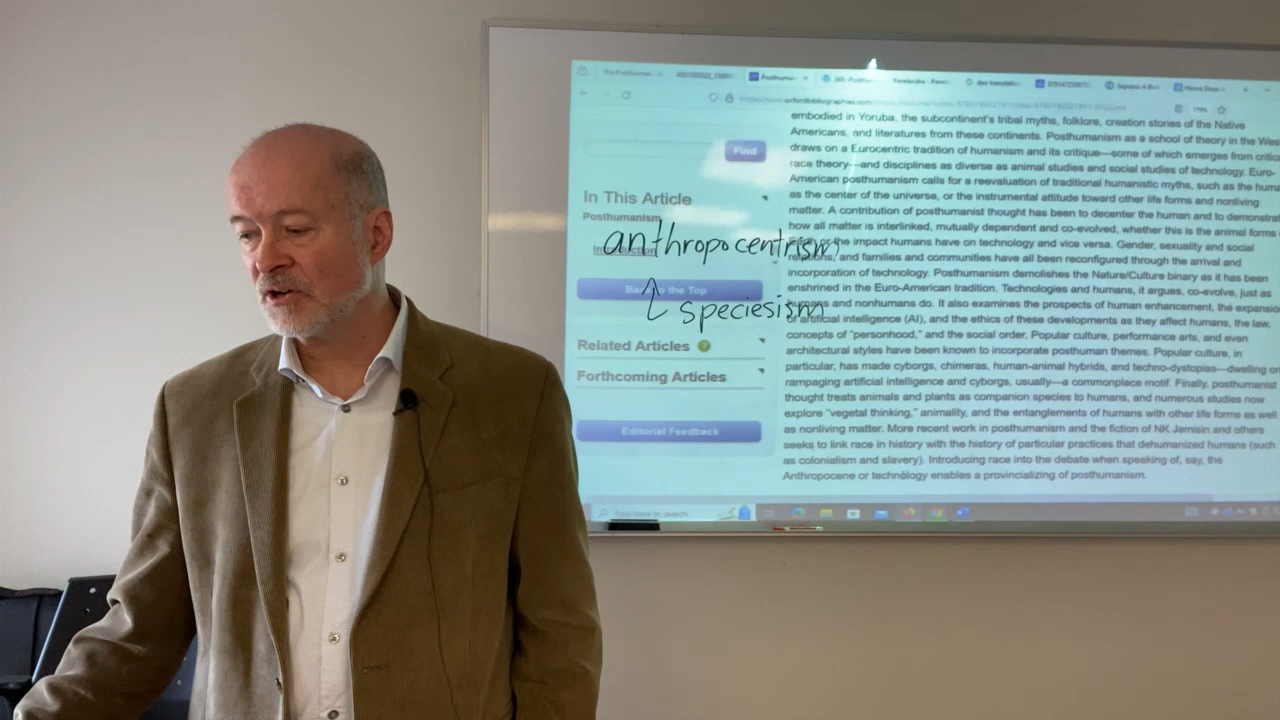 Posthuman
oxfordbibliographies.com
Find
In This Article
Posthumanism
Introduction
Back to the Top
Related Articles
Forthcoming Articles
Editorial Feedback
anthropocentrism
speciesism
embodied in Yoruba, the subcontinent's tribal myths, folklore, creation stories of the Native
Americans, and literatures from these continents. Posthumanism as a school of theory in the Wes
draws on a Eurocentric tradition of humanism and its critique—some of which emerges from critica
race theory—and disciplines as diverse as animal studies and social studies of technology. Euro-
American posthumanism calls for a reevaluation of traditional humanistic myths, such as the huma
as the center of the universe, or the instrumental attitude toward other life forms and nonliving
matter. A contribution of posthumanist thought has been to decenter the human and to demonstra
how all matter is interlinked, mutually dependent and co-evolved, whether this is the animal forms
or the impact humans have on technology and vice versa. Gender, sexuality and social
relations, and families and communities have all been reconfigured through the arrival and
incorporation of technology. Posthumanism demolishes the Nature/Culture binary as it has been
enshrined in the Euro-American tradition. Technologies and humans, it argues, co-evolve, just as
humans and nonhumans do. It also examines the prospects of human enhancement, the expansion
of artificial intelligence (AI), and the ethics of these developments as they affect humans, the law,
concepts of "personhood," and the social order. Popular culture, performance arts, and even
architectural styles have been known to incorporate posthuman themes. Popular culture, in
particular, has made cyborgs, chimeras, human-animal hybrids, and techno-dystopias—dwelling on
rampaging artificial intelligence and cyborgs, usually—a commonplace motif. Finally, posthumanist
thought treats animals and plants as companion species to humans, and numerous studies now
explore "vegetal thinking," animality, and the entanglements of humans with other life forms as well
as nonliving matter. More recent work in posthumanism and the fiction of NK Jemisin and others
seeks to link race in history with the history of particular practices that dehumanized humans (such
as colonialism and slavery). Introducing race into the debate when speaking of, say, the
Anthropocene or technology enables a provincializing of posthumanism.
Type here to search